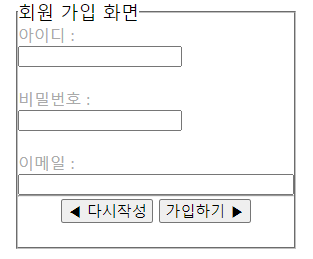 회원 가입 화면
아이디 :
비밀번호 :
이메일 :
◀ 다시작성 가입하기 ▶